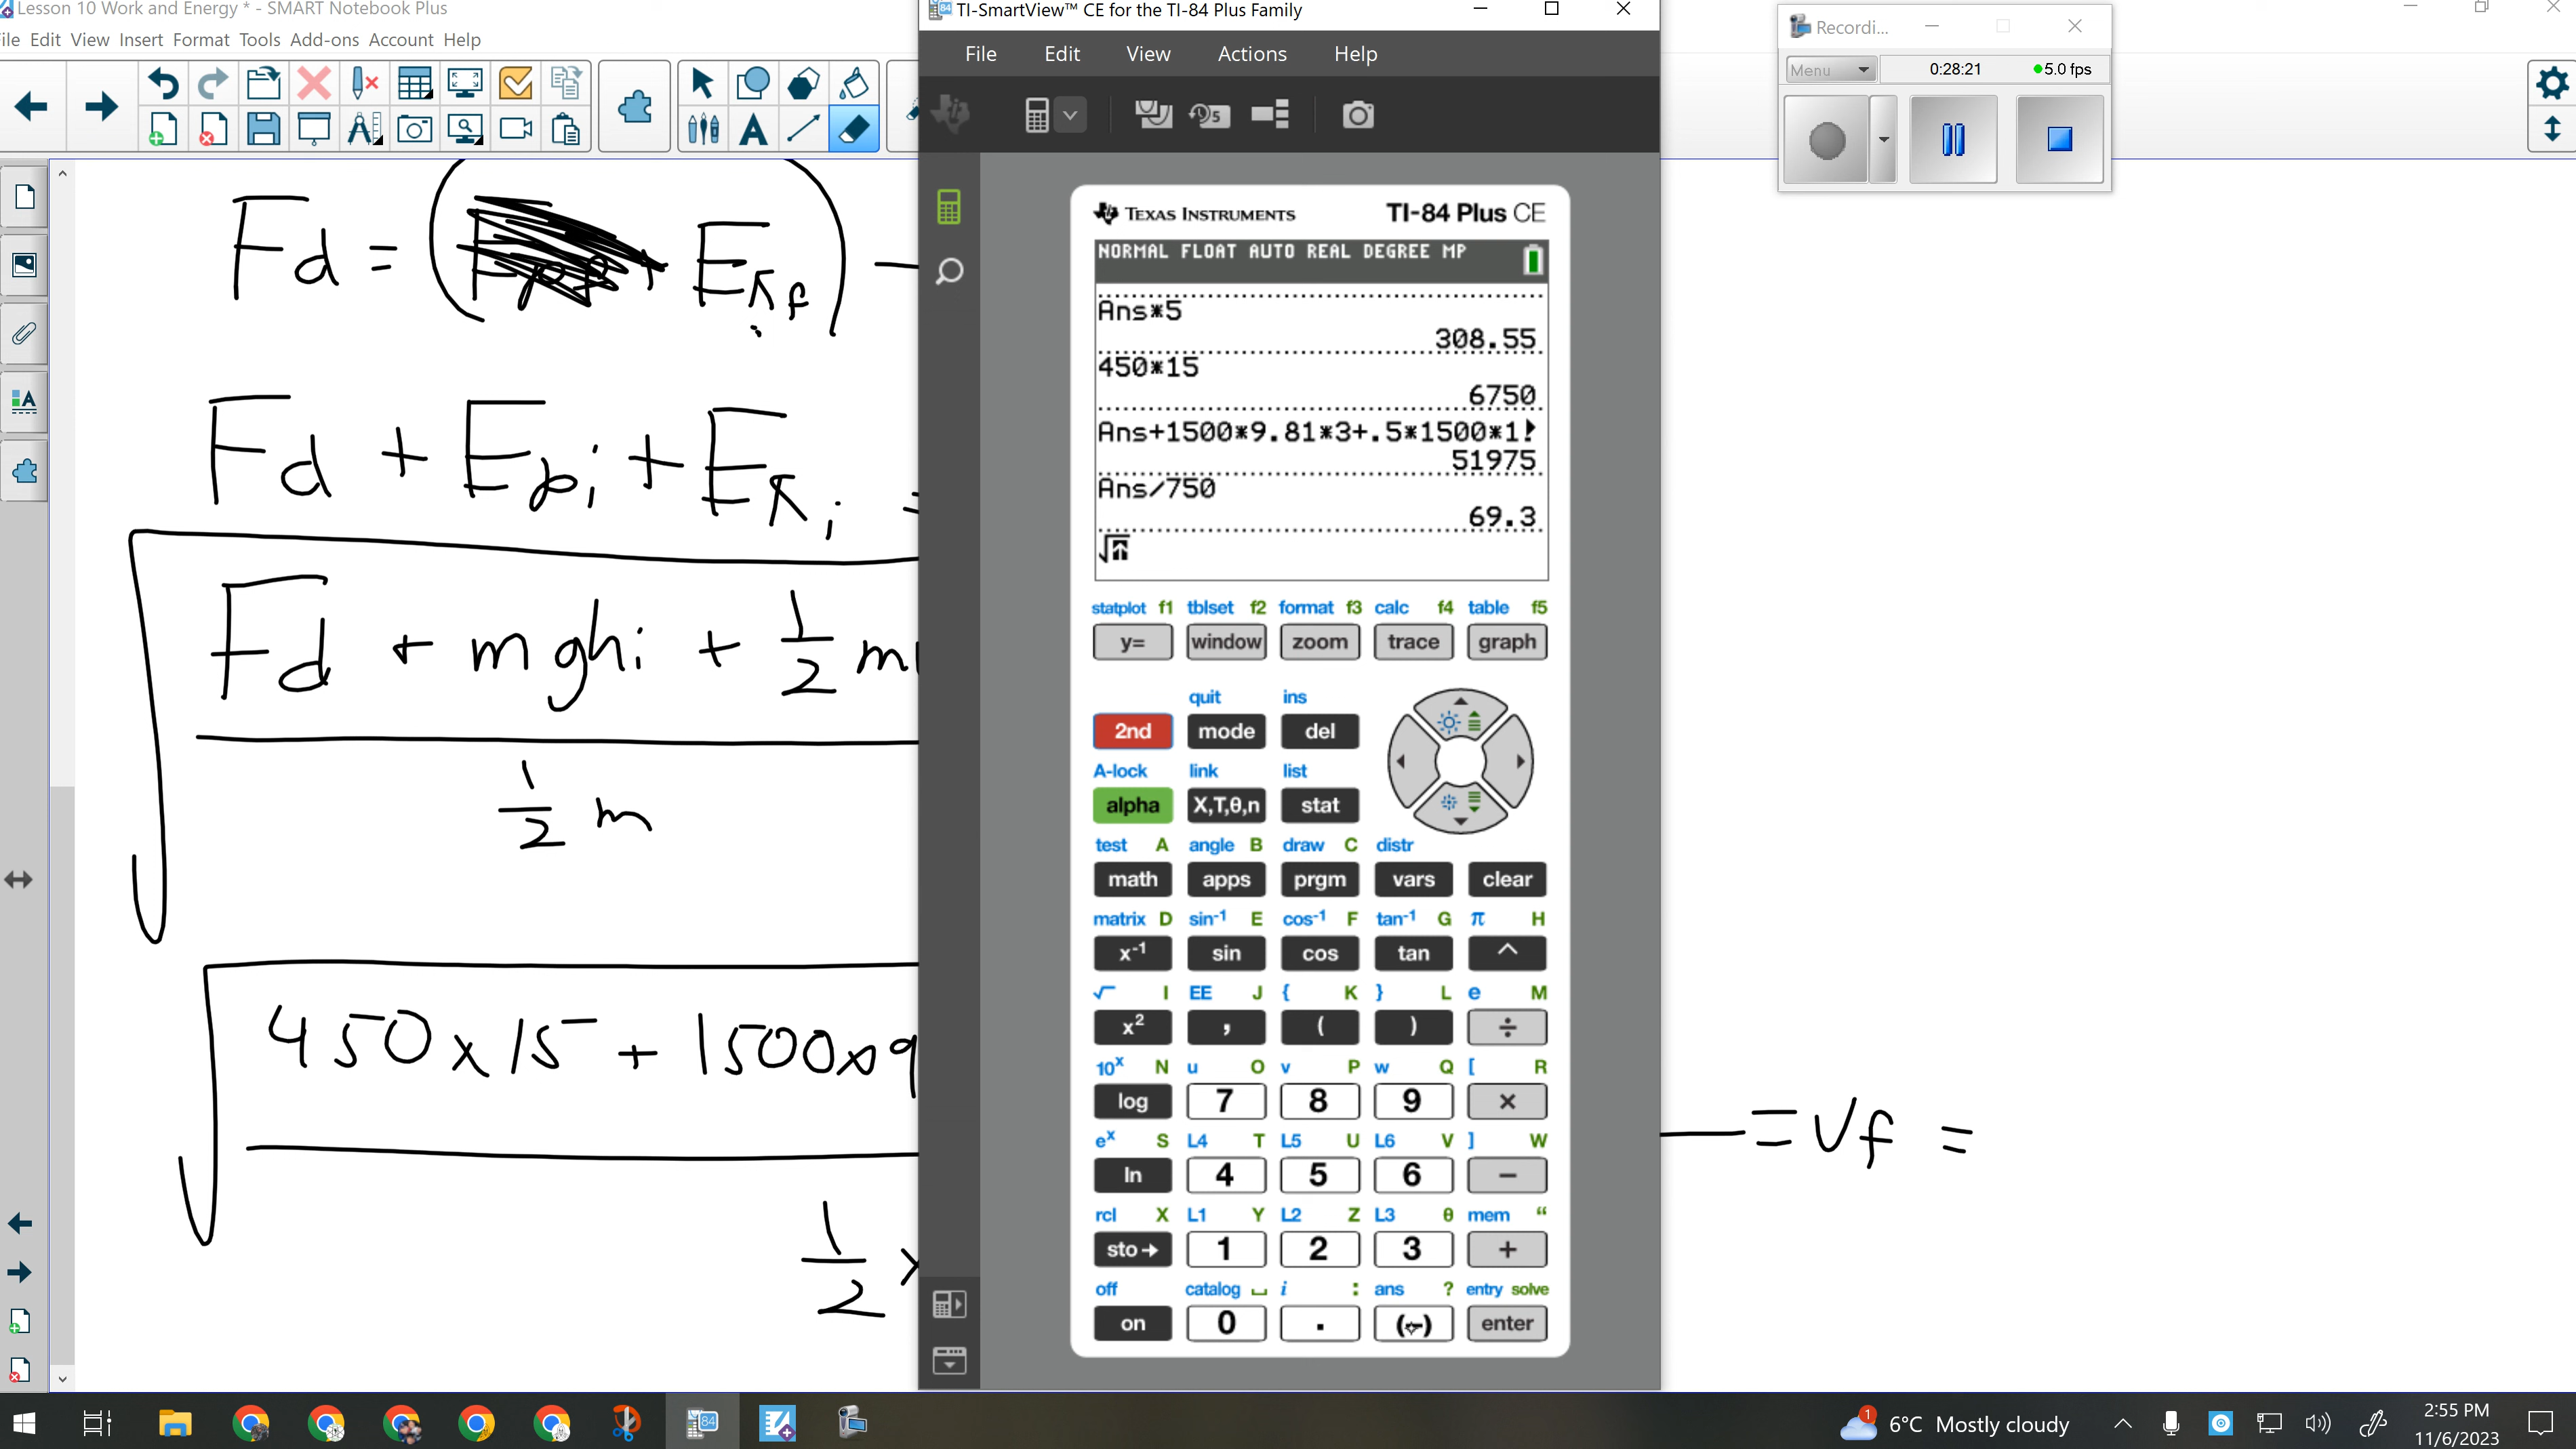 Lesson 10 Work and Energy * - SMART Notebook Plus
File Edit View Insert Format Tools Add-ons Account Help
TI-SmartView™ CE for the TI-84 Plus Family
File Edit View Actions Help
Recordi...
Menu 0:28:21 5.0 fps
Fd = ( E_Kf ) -
Fd + Epi + EKi =
Fd + mghi + 1/2 m
1/2 m
450 x 15 + 1500 x 9
1/2 x
= Vf =
TEXAS INSTRUMENTS TI-84 Plus CE
NORMAL FLOAT AUTO REAL DEGREE MP
Ans*5
308.55
450*15
6750
Ans+1500*9.81*3+.5*1500*1
51975
Ans/750
69.3
√
statplot f1 tblset f2 format f3 calc f4 table f5
y= window zoom trace graph
quit ins
2nd mode del
A-lock link list
alpha X,T,θ,n stat
test A angle B draw C distr
math apps prgm vars clear
matrix D sin⁻¹ E cos⁻¹ F tan⁻¹ G π H
x⁻¹ sin cos tan ^
√ I EE J { K } L e M
x² , ( ) ÷
10ˣ N u O v P w Q [ R
log 7 8 9 ×
eˣ S L4 T L5 U L6 V ] W
ln 4 5 6 −
rcl X L1 Y L2 Z L3 θ mem “
sto→ 1 2 3 +
off catalog ⎵ i : ans ? entry solve
on 0 . (-) enter
84
1 6°C Mostly cloudy
2:55 PM
11/6/2023